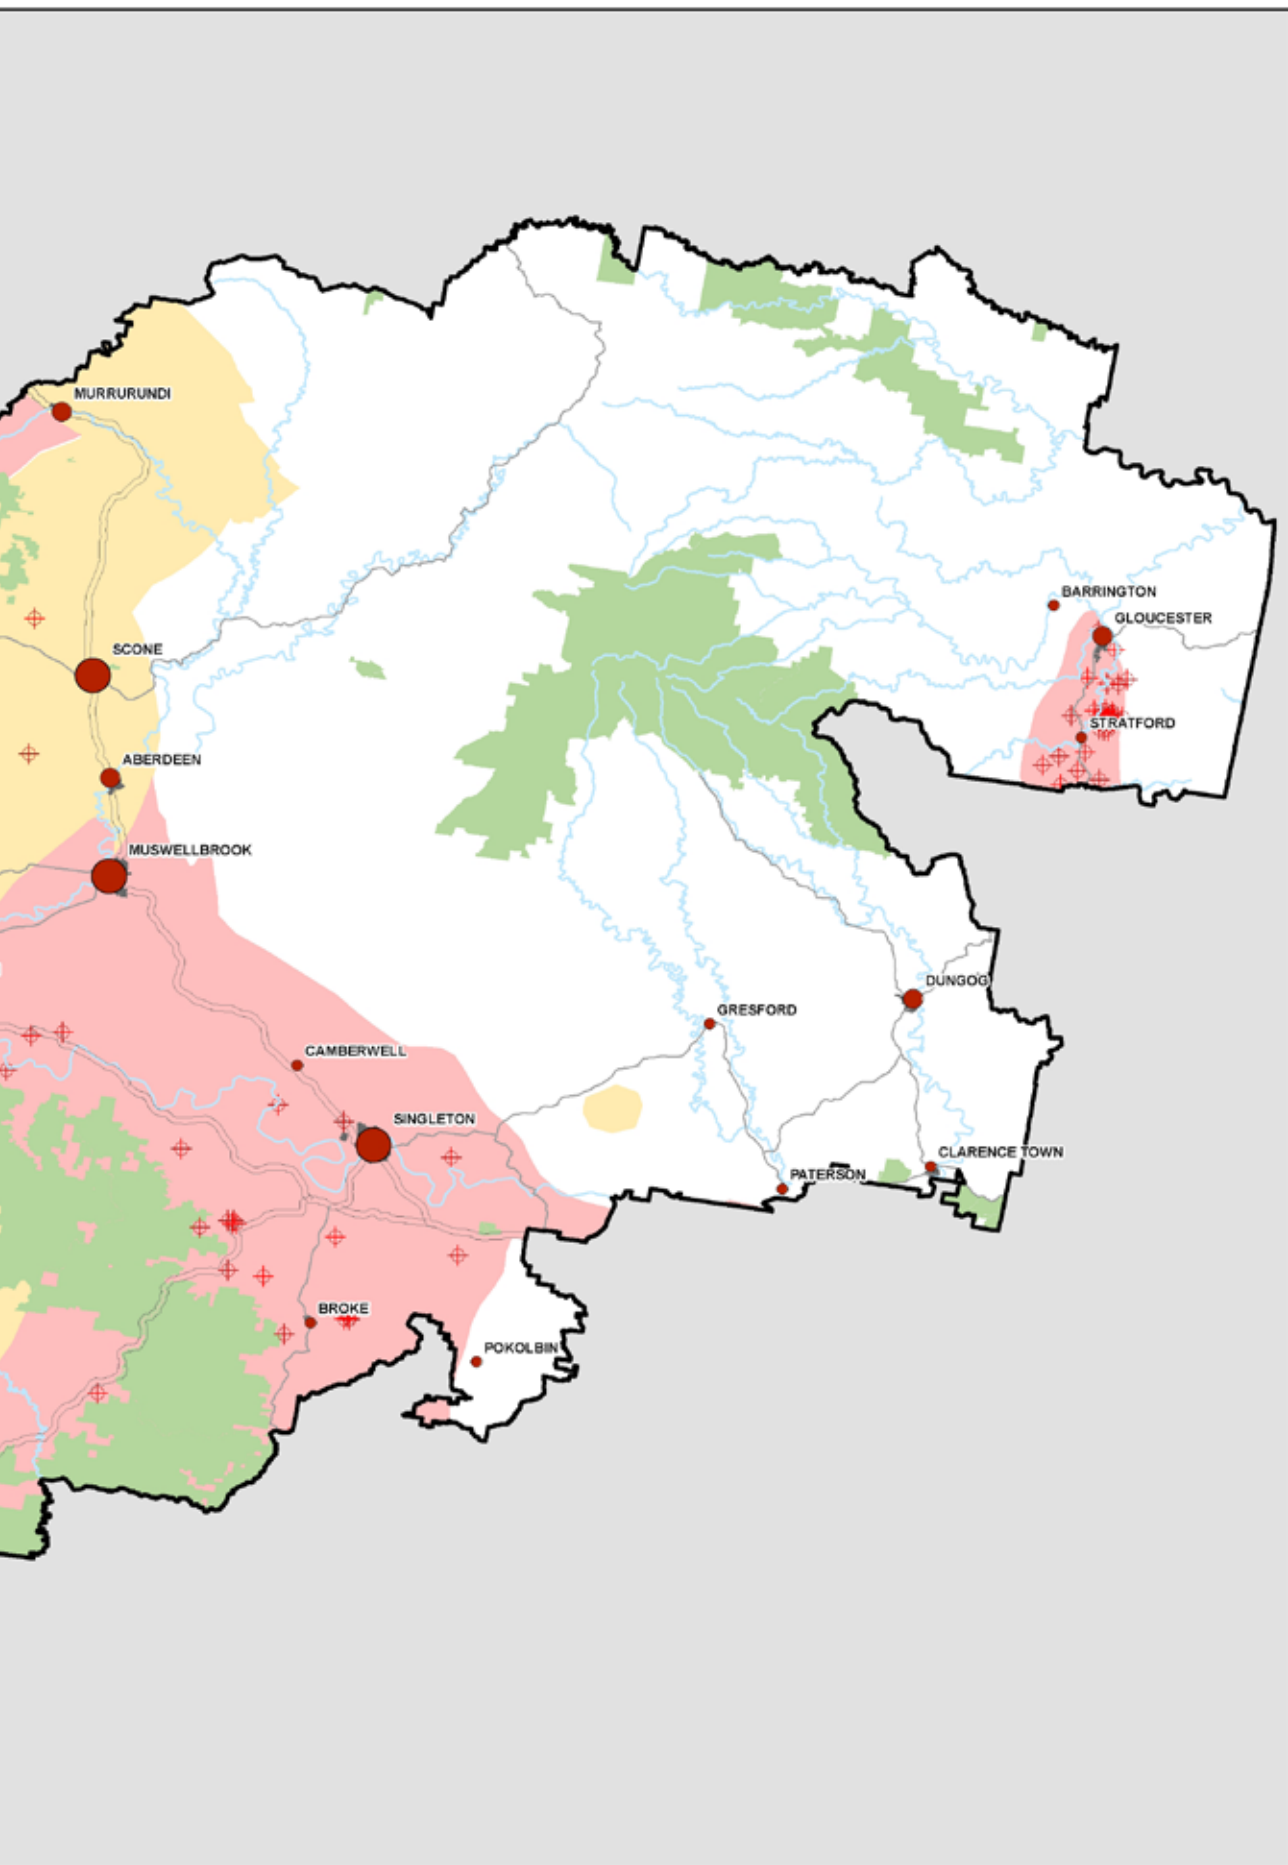 MURRURUNDI
BARRINGTON
GLOUCESTER
SCONE
STRATFORD
ABERDEEN
MUSWELLBROOK
DUNGOG
GRESFORD
CAMBERWELL
SINGLETON
CLARENCE TOWN
PATERSON
BROKE
POKOLBIN